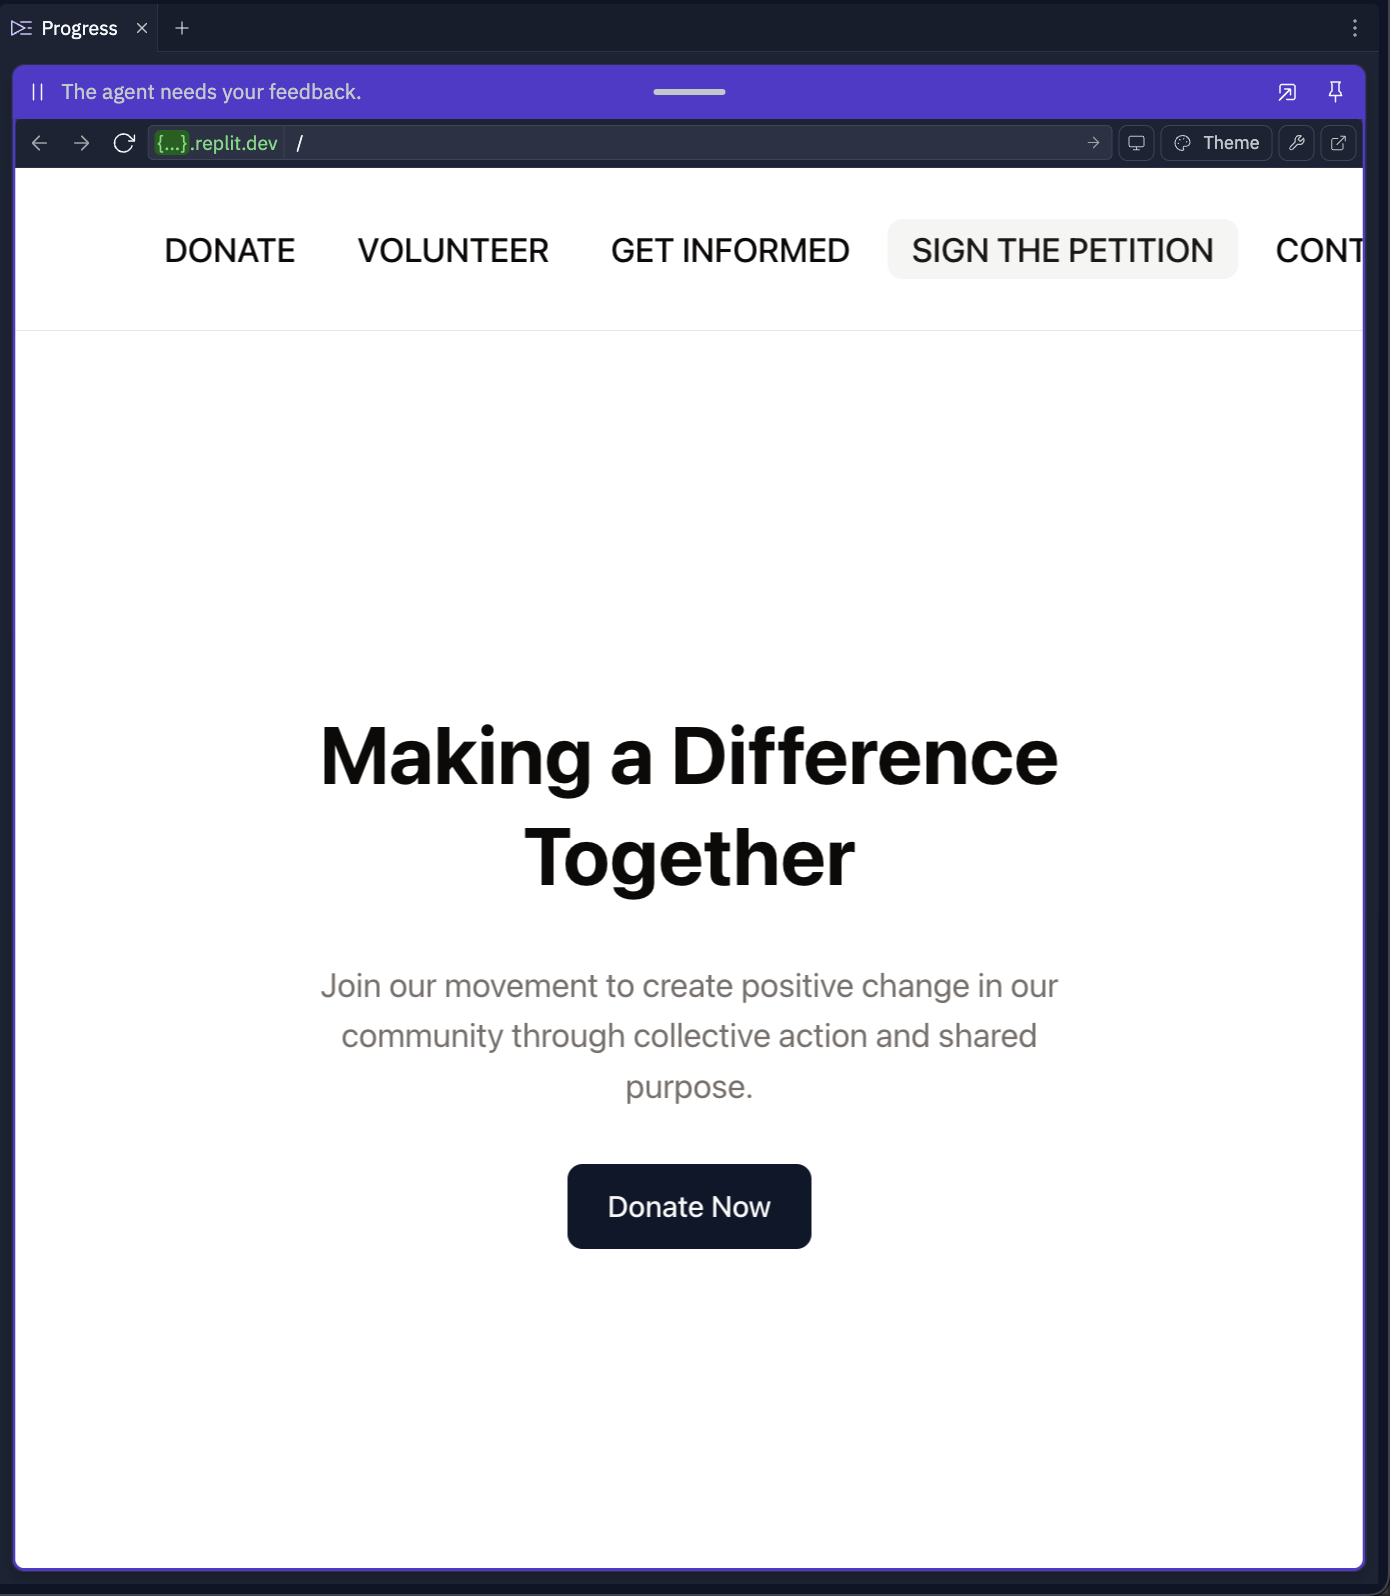 Progress
The agent needs your feedback.
{...}.replit.dev /
Theme
DONATE VOLUNTEER GET INFORMED SIGN THE PETITION CONT
Making a Difference
Together
Join our movement to create positive change in our
community through collective action and shared
purpose.
Donate Now